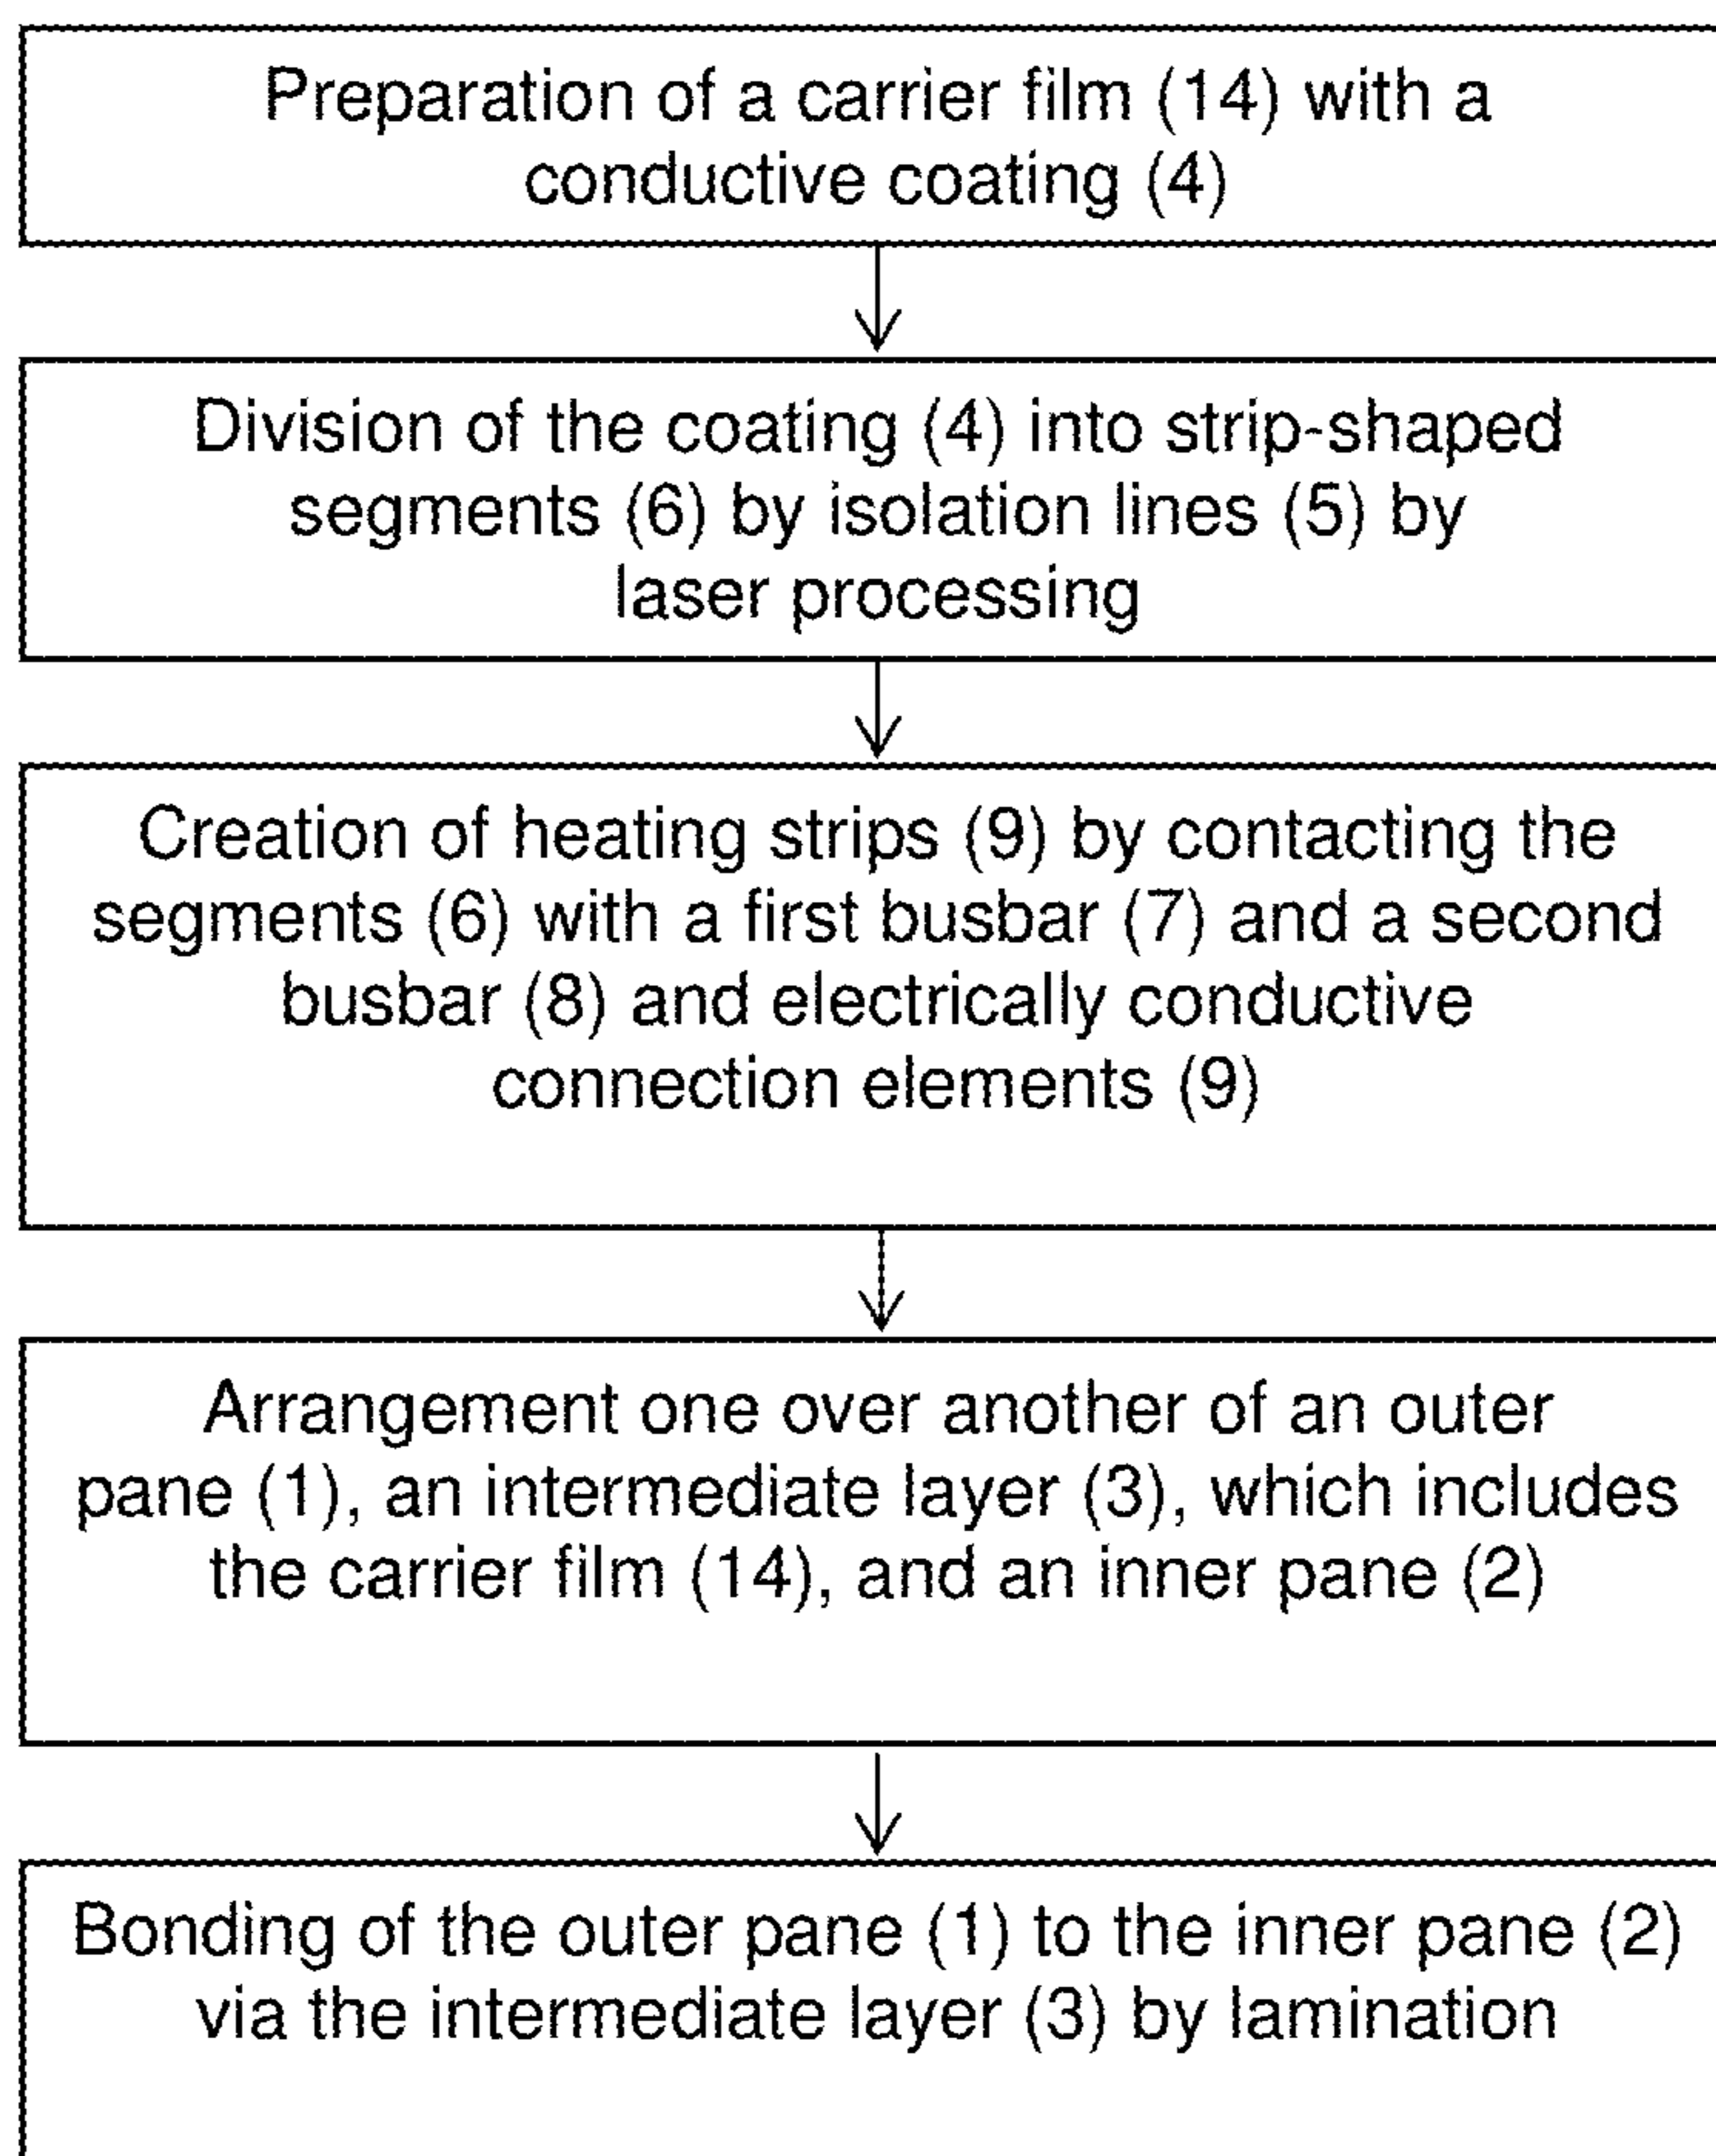 Preparation of a carrier film (14) with a
conductive coating (4)
Division of the coating (4) into strip-shaped
segments (6) by isolation lines (5) by
laser processing
Creation of heating strips (9) by contacting the
segments (6) with a first busbar (7) and a second
busbar (8) and electrically conductive
connection elements (9)
Arrangement one over another of an outer
pane (1), an intermediate layer (3), which includes
the carrier film (14), and an inner pane (2)
Bonding of the outer pane (1) to the inner pane (2)
via the intermediate layer (3) by lamination